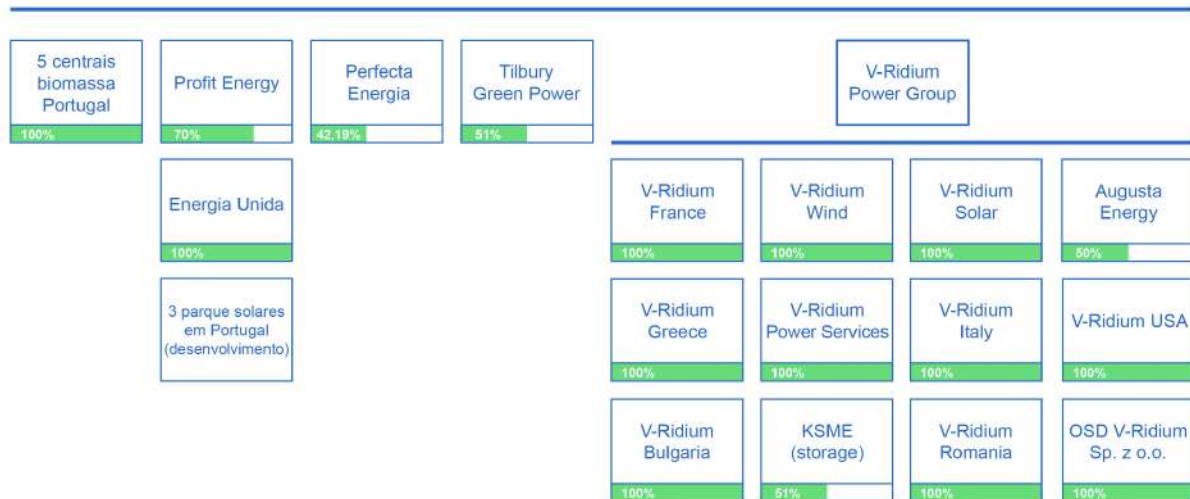 5 centrais
biomassa
Portugal
100%
Profit Energy
70%
Perfecta
Energia
42,19%
Tilbury
Green Power
51%
V-Ridium
Power Group
Energia Unida
100%
V-Ridium
France
100%
V-Ridium
Wind
100%
V-Ridium
Solar
100%
Augusta
Energy
50%
3 parque solares
em Portugal
(desenvolvimento)
V-Ridium
Greece
100%
V-Ridium
Power Services
100%
V-Ridium
Italy
100%
V-Ridium USA
100%
V-Ridium
Bulgaria
100%
KSME
(storage)
51%
V-Ridium
Romania
100%
OSD V-Ridium
Sp. z o.o.
100%